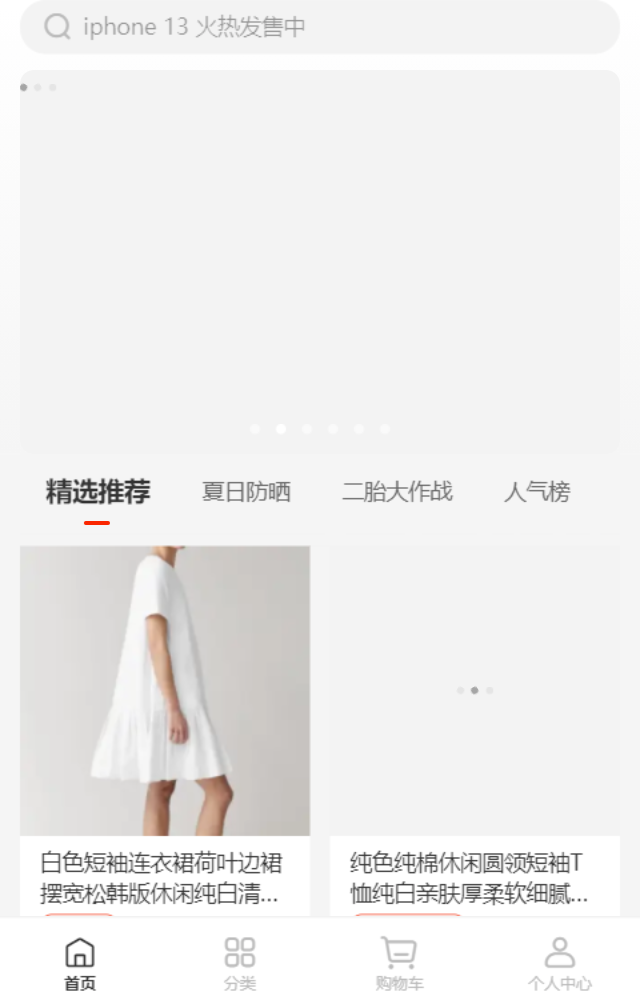 iphone 13 火热发售中
精选推荐
夏日防晒
二胎大作战
人气榜
白色短袖连衣裙荷叶边裙
摆宽松韩版休闲纯白清...
纯色纯棉休闲圆领短袖T
恤纯白亲肤厚柔软细腻...
首页
分类
购物车
个人中心